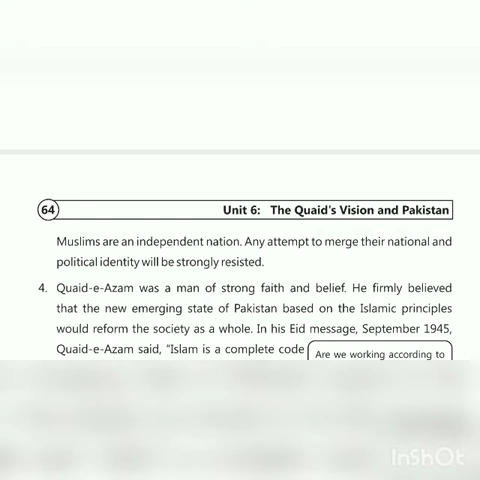 64
Unit 6: The Quaid's Vision and Pakistan
Muslims are an independent nation. Any attempt to merge their national and
political identity will be strongly resisted.
4. Quaid-e-Azam was a man of strong faith and belief. He firmly believed
that the new emerging state of Pakistan based on the Islamic principles
would reform the society as a whole. In his Eid message, September 1945,
Quaid-e-Azam said, "Islam is a complete code
Are we working according to
InShOt